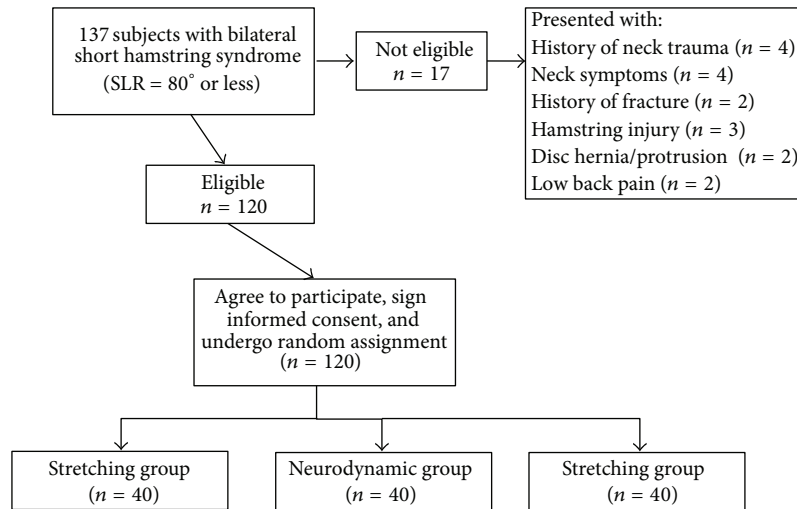 137 subjects with bilateral
short hamstring syndrome
(SLR = 80° or less)
Not eligible
n = 17
Presented with:
History of neck trauma (n = 4)
Neck symptoms (n = 4)
History of fracture (n = 2)
Hamstring injury (n = 3)
Disc hernia/protrusion (n = 2)
Low back pain (n = 2)
Eligible
n = 120
Agree to participate, sign
informed consent, and
undergo random assignment
(n = 120)
Stretching group
(n = 40)
Neurodynamic group
(n = 40)
Stretching group
(n = 40)